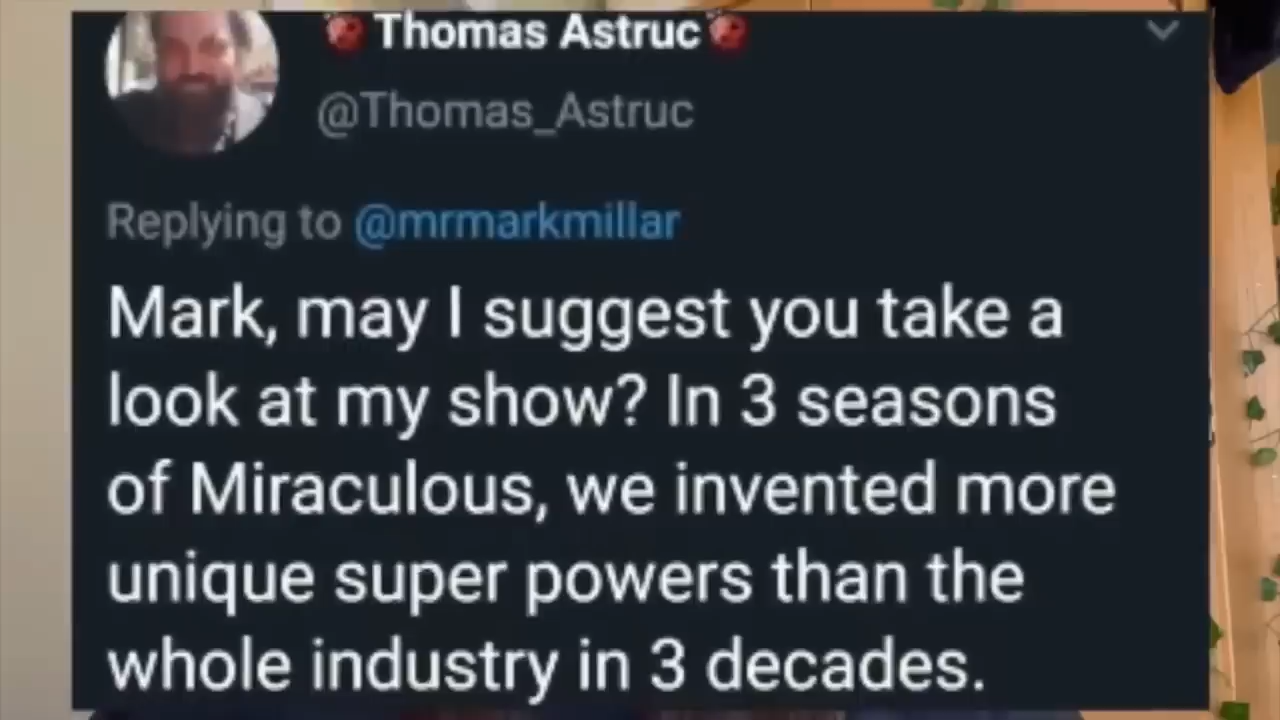 🐞 Thomas Astruc 🐞
@Thomas_Astruc
Replying to @mrmarkmillar
Mark, may I suggest you take a
look at my show? In 3 seasons
of Miraculous, we invented more
unique super powers than the
whole industry in 3 decades.